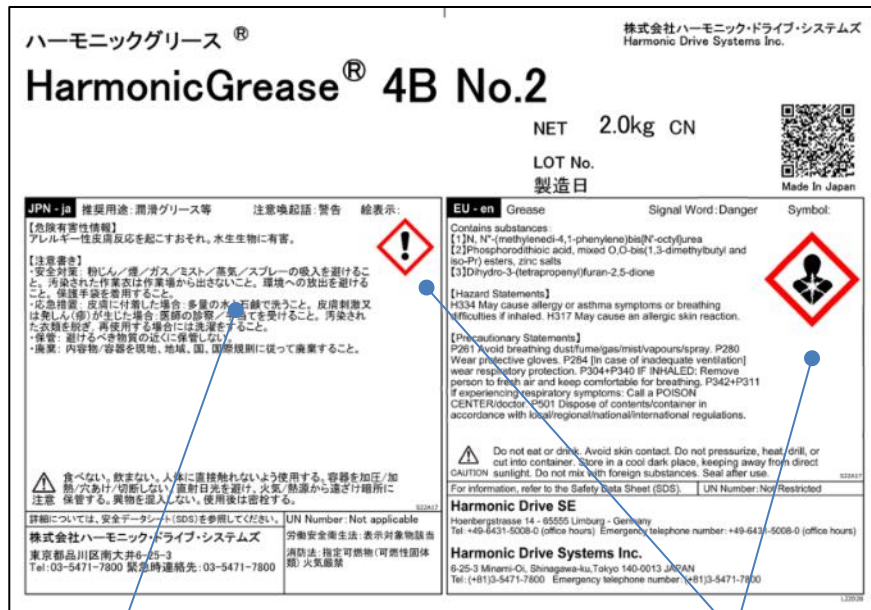 ハーモニックグリース ®
株式会社ハーモニック・ドライブ・システムズ
Harmonic Drive Systems Inc.
HarmonicGrease® 4B No.2
NET 2.0kg CN
LOT No.
製造日
Made In Japan
JPN - ja 推奨用途:潤滑グリース等 注意喚起語:警告 絵表示:
【危険有害性情報】
アレルギー性皮膚反応を起こすおそれ。水生生物に有害。
【注意書き】
・安全対策: 粉じん/煙/ガス/ミスト/蒸気/スプレーの吸入を避けるこ
と。汚染された作業衣は作業場から出さないこと。環境への放出を避ける
こと。保護手袋を着用すること。
・応急措置: 皮膚に付着した場合:多量の水と石鹸で洗うこと。皮膚刺激又
は発しん(疹)が生じた場合:医師の診察/手当てを受けること。汚染され
た衣類を脱ぎ、再使用する場合には洗濯をすること。
・保管: 避けるべき物質の近くに保管しない。
・廃棄: 内容物/容器を現地、地域、国、国際規則に従って廃棄すること。
食べない。飲まない。人体に直接触れないよう使用する。容器を加圧/加
熱/穴あけ/切断しない。直射日光を避け、火気/熱源から遠ざけ暗所に
注意 保管する。異物を混入しない。使用後は密栓する。
S22A17
詳細については、安全データシート(SDS)を参照してください。 UN Number:Not applicable
株式会社ハーモニック・ドライブ・システムズ
東京都品川区南大井6-25-3
Tel:03-5471-7800 緊急時連絡先:03-5471-7800
労働安全衛生法:表示対象物該当
消防法:指定可燃物(可燃性固体
類)火気厳禁
EU - en Grease Signal Word:Danger Symbol:
Contains substances:
【1】N, N"-(methylenedi-4,1-phenylene)bis[N'-octyl]urea
【2】Phosphorodithioic acid, mixed O,O-bis(1,3-dimethylbutyl and
iso-Pr) esters, zinc salts
【3】Dihydro-3-(tetrapropenyl)furan-2,5-dione
【Hazard Statements】
H334 May cause allergy or asthma symptoms or breathing
difficulties if inhaled. H317 May cause an allergic skin reaction.
【Precautionary Statements】
P261 Avoid breathing dust/fume/gas/mist/vapours/spray. P280
Wear protective gloves. P284 [In case of inadequate ventilation]
wear respiratory protection. P304+P340 IF INHALED: Remove
person to fresh air and keep comfortable for breathing. P342+P311
If experiencing respiratory symptoms: Call a POISON
CENTER/doctor. P501 Dispose of contents/container in
accordance with local/regional/national/international regulations.
Do not eat or drink. Avoid skin contact. Do not pressurize, heat, drill, or
cut into container. Store in a cool dark place, keeping away from direct
CAUTION sunlight. Do not mix with foreign substances. Seal after use.
S22A17
For information, refer to the Safety Data Sheet (SDS). UN Number:Not Restricted
Harmonic Drive SE
Hoenbergstrasse 14 - 65555 Limburg - Germany
Tel: +49-6431-5008-0 (office hours) Emergency telephone number: +49-6431-5008-0 (office hours)
Harmonic Drive Systems Inc.
6-25-3 Minami-Oi, Shinagawa-ku,Tokyo 140-0013 JAPAN
Tel: (+81)3-5471-7800 Emergency telephone number: (+81)3-5471-7800
L22D28